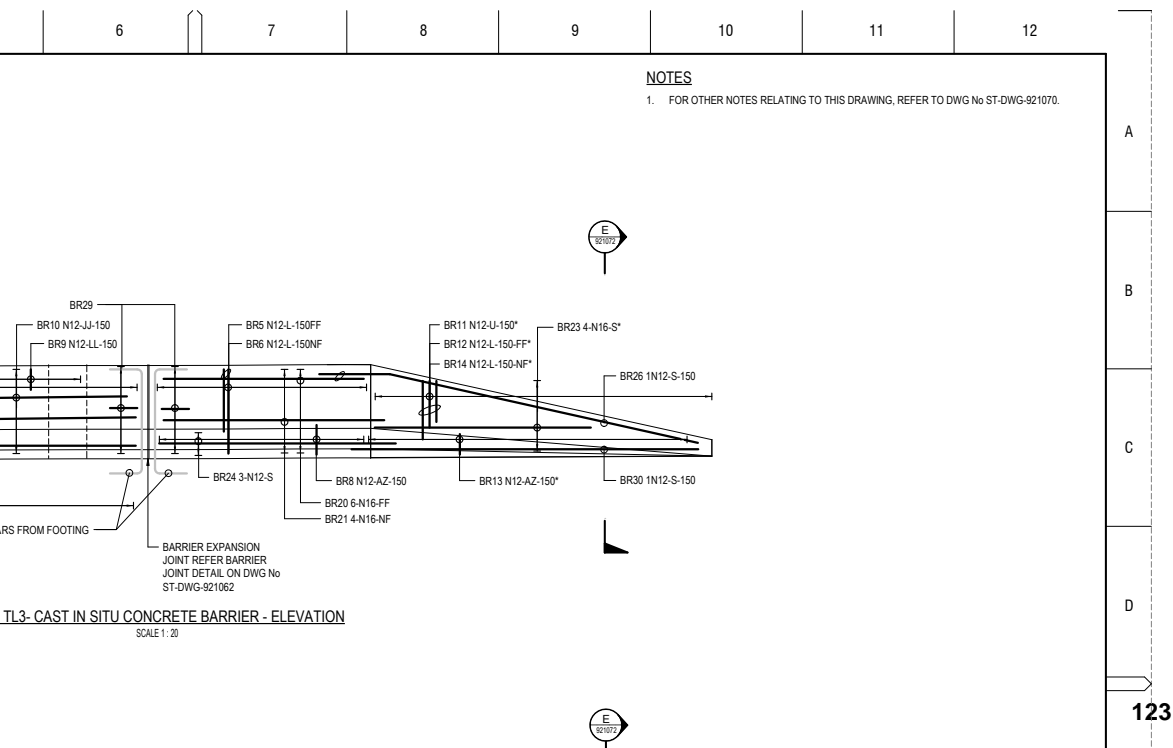 6 7 8 9 10 11 12
NOTES
1. FOR OTHER NOTES RELATING TO THIS DRAWING, REFER TO DWG No ST-DWG-921070.
A
E
921072
B
BR29
BR10 N12-JJ-150
BR9 N12-LL-150
BR5 N12-L-150FF
BR6 N12-L-150NF
BR11 N12-U-150*
BR12 N12-L-150-FF*
BR14 N12-L-150-NF*
BR23 4-N16-S*
BR26 1N12-S-150
C
BR24 3-N12-S
BR8 N12-AZ-150
BR13 N12-AZ-150*
BR30 1N12-S-150
BR20 6-N16-FF
BR21 4-N16-NF
ARS FROM FOOTING
BARRIER EXPANSION
JOINT REFER BARRIER
JOINT DETAIL ON DWG No
ST-DWG-921062
D
TL3- CAST IN SITU CONCRETE BARRIER - ELEVATION
SCALE 1 : 20
123
E
921072